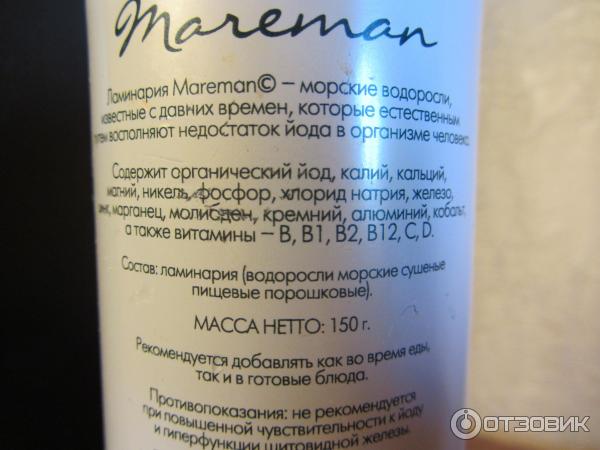 Mareman
Ламинария Mareman© – морские водоросли,
известные с давних времен, которые естественным
путем восполняют недостаток йода в организме человека.
Содержит органический йод, калий, кальций,
магний, никель, фосфор, хлорид натрия, железо,
цинк, марганец, молибден, кремний, алюминий, кобальт,
а также витамины – B, B1, B2, B12, C, D.
Состав: ламинария (водоросли морские сушеные
пищевые порошковые).
МАССА НЕТТО: 150 г.
Рекомендуется добавлять как во время еды,
так и в готовые блюда.
Противопоказания: не рекомендуется
при повышенной чувствительности к йоду
и гиперфункции щитовидной железы.
ОТЗОВИК